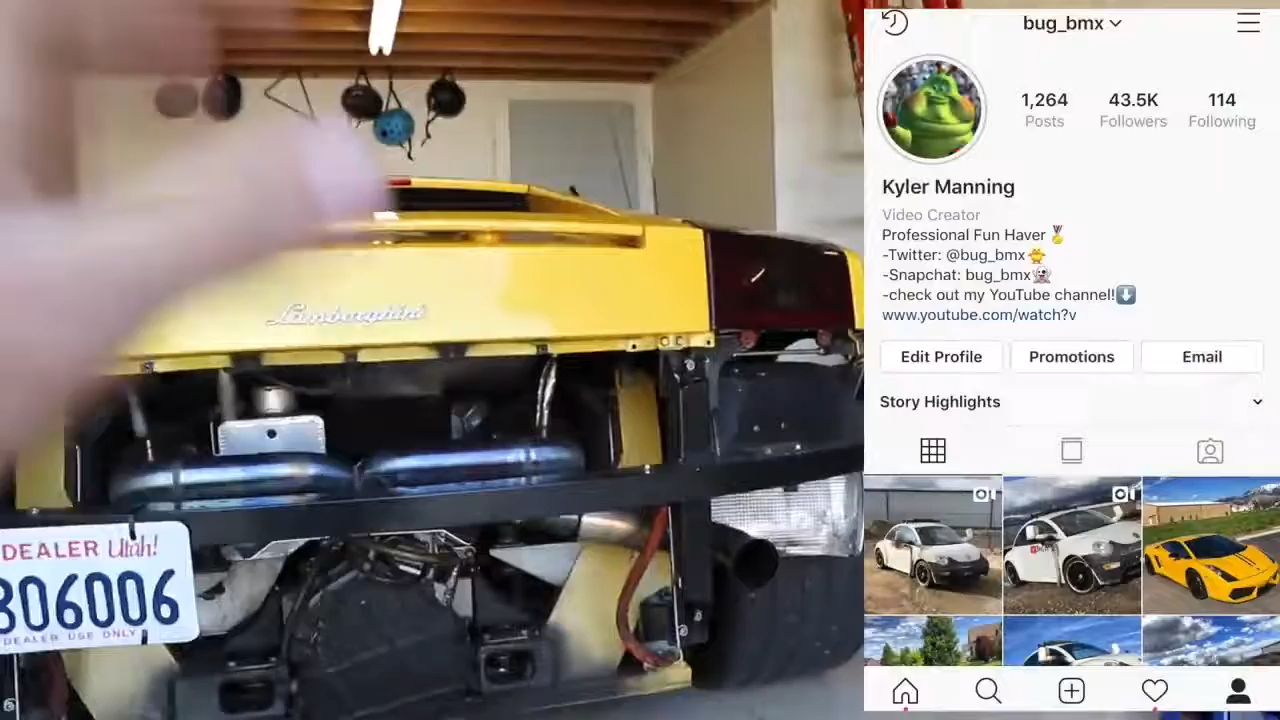 Lamborghini
DEALER Utah!
306006
DEALER USE ONLY
bug_bmx
1,264
Posts
43.5K
Followers
114
Following
Kyler Manning
Video Creator
Professional Fun Haver🏅
-Twitter: @bug_bmx🐥
-Snapchat: bug_bmx👻
-check out my YouTube channel!⬇️
www.youtube.com/watch?v
Edit Profile
Promotions
Email
Story Highlights